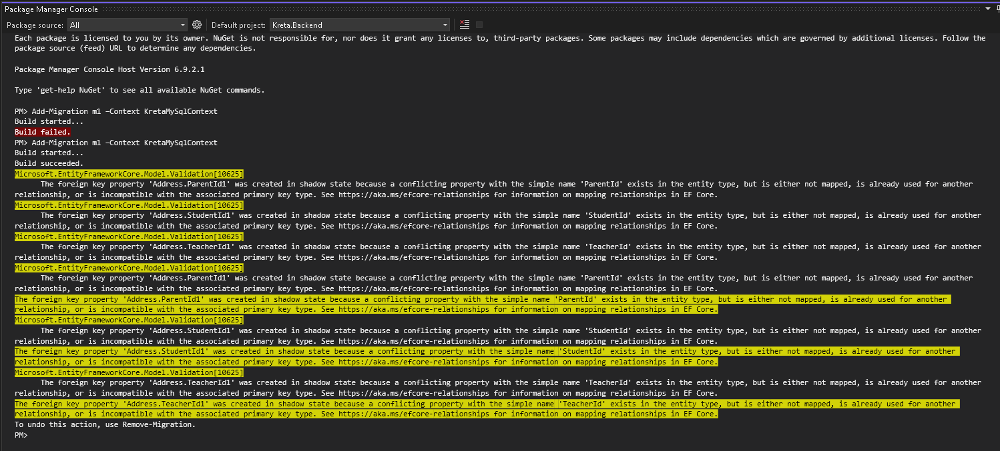 Package Manager Console
Package source: All
Default project: Kreta.Backend
Each package is licensed to you by its owner. NuGet is not responsible for, nor does it grant any licenses to, third-party packages. Some packages may include dependencies which are governed by additional licenses. Follow the
package source (feed) URL to determine any dependencies.
Package Manager Console Host Version 6.9.2.1
Type 'get-help NuGet' to see all available NuGet commands.
PM> Add-Migration m1 –Context KretaMySqlContext
Build started...
Build failed.
PM> Add-Migration m1 –Context KretaMySqlContext
Build started...
Build succeeded.
Microsoft.EntityFrameworkCore.Model.Validation[10625]
The foreign key property 'Address.ParentId1' was created in shadow state because a conflicting property with the simple name 'ParentId' exists in the entity type, but is either not mapped, is already used for another
relationship, or is incompatible with the associated primary key type. See https://aka.ms/efcore-relationships for information on mapping relationships in EF Core.
Microsoft.EntityFrameworkCore.Model.Validation[10625]
The foreign key property 'Address.StudentId1' was created in shadow state because a conflicting property with the simple name 'StudentId' exists in the entity type, but is either not mapped, is already used for another
relationship, or is incompatible with the associated primary key type. See https://aka.ms/efcore-relationships for information on mapping relationships in EF Core.
Microsoft.EntityFrameworkCore.Model.Validation[10625]
The foreign key property 'Address.TeacherId1' was created in shadow state because a conflicting property with the simple name 'TeacherId' exists in the entity type, but is either not mapped, is already used for another
relationship, or is incompatible with the associated primary key type. See https://aka.ms/efcore-relationships for information on mapping relationships in EF Core.
Microsoft.EntityFrameworkCore.Model.Validation[10625]
The foreign key property 'Address.ParentId1' was created in shadow state because a conflicting property with the simple name 'ParentId' exists in the entity type, but is either not mapped, is already used for another
relationship, or is incompatible with the associated primary key type. See https://aka.ms/efcore-relationships for information on mapping relationships in EF Core.
The foreign key property 'Address.ParentId1' was created in shadow state because a conflicting property with the simple name 'ParentId' exists in the entity type, but is either not mapped, is already used for another
relationship, or is incompatible with the associated primary key type. See https://aka.ms/efcore-relationships for information on mapping relationships in EF Core.
Microsoft.EntityFrameworkCore.Model.Validation[10625]
The foreign key property 'Address.StudentId1' was created in shadow state because a conflicting property with the simple name 'StudentId' exists in the entity type, but is either not mapped, is already used for another
relationship, or is incompatible with the associated primary key type. See https://aka.ms/efcore-relationships for information on mapping relationships in EF Core.
The foreign key property 'Address.StudentId1' was created in shadow state because a conflicting property with the simple name 'StudentId' exists in the entity type, but is either not mapped, is already used for another
relationship, or is incompatible with the associated primary key type. See https://aka.ms/efcore-relationships for information on mapping relationships in EF Core.
Microsoft.EntityFrameworkCore.Model.Validation[10625]
The foreign key property 'Address.TeacherId1' was created in shadow state because a conflicting property with the simple name 'TeacherId' exists in the entity type, but is either not mapped, is already used for another
relationship, or is incompatible with the associated primary key type. See https://aka.ms/efcore-relationships for information on mapping relationships in EF Core.
The foreign key property 'Address.TeacherId1' was created in shadow state because a conflicting property with the simple name 'TeacherId' exists in the entity type, but is either not mapped, is already used for another
relationship, or is incompatible with the associated primary key type. See https://aka.ms/efcore-relationships for information on mapping relationships in EF Core.
To undo this action, use Remove-Migration.
PM>